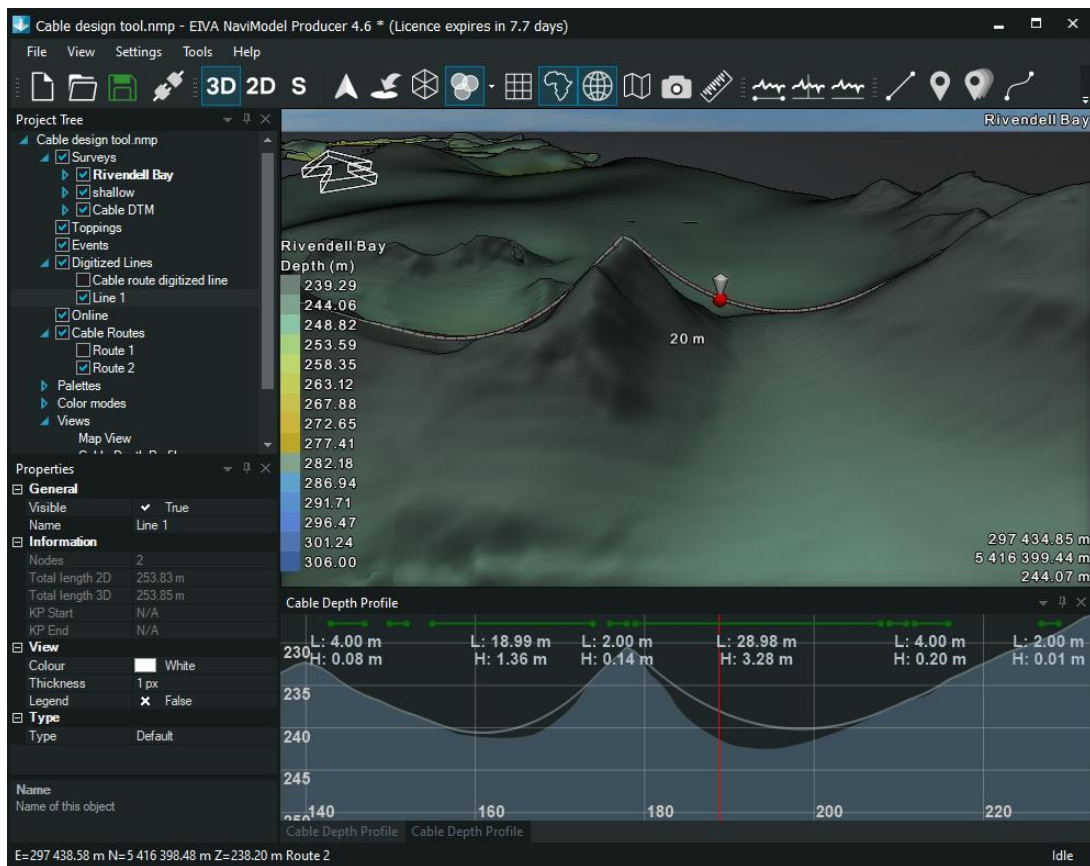 Cable design tool.nmp - EIVA NaviModel Producer 4.6 * (Licence expires in 7.7 days)
File View Settings Tools Help
3D 2D S
Project Tree
Cable design tool.nmp
Surveys
Rivendell Bay
shallow
Cable DTM
Toppings
Events
Digitized Lines
Cable route digitized line
Line 1
Online
Cable Routes
Route 1
Route 2
Palettes
Color modes
Views
Map View
Properties
General
Visible True
Name Line 1
Information
Nodes 2
Total length 2D 253.83 m
Total length 3D 253.85 m
KP Start N/A
KP End N/A
View
Colour White
Thickness 1 px
Legend False
Type
Type Default
Name
Name of this object
Rivendell Bay
Rivendell Bay
Depth (m)
239.29
244.06
248.82
253.59
258.35
263.12
267.88
272.65
277.41
282.18
286.94
291.71
296.47
301.24
306.00
20 m
297 434.85 m
5 416 399.44 m
244.07 m
Cable Depth Profile
L: 4.00 m L: 18.99 m L: 2.00 m L: 28.98 m L: 4.00 m L: 2.00 m
230 H: 0.08 m H: 1.36 m H: 0.14 m H: 3.28 m H: 0.20 m H: 0.01 m
235
240
245
140 160 180 200 220
Cable Depth Profile Cable Depth Profile
E=297 438.58 m N=5 416 398.48 m Z=238.20 m Route 2 Idle